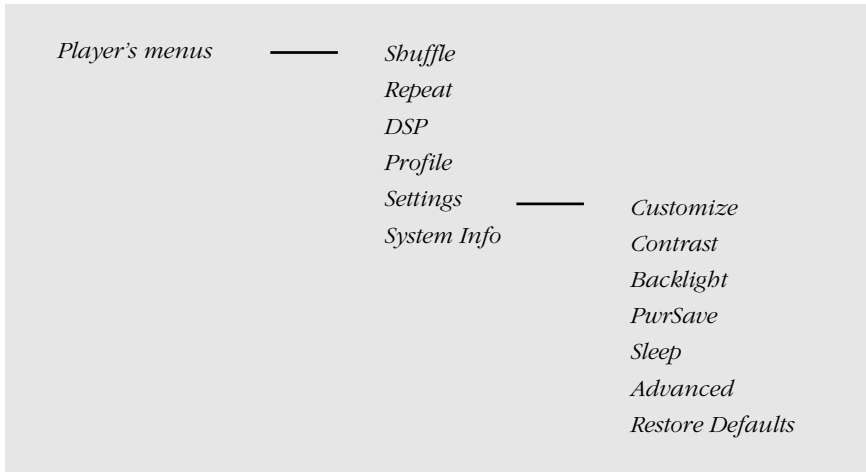 Player's menus
Shuffle
Repeat
DSP
Profile
Settings
System Info
Customize
Contrast
Backlight
PwrSave
Sleep
Advanced
Restore Defaults